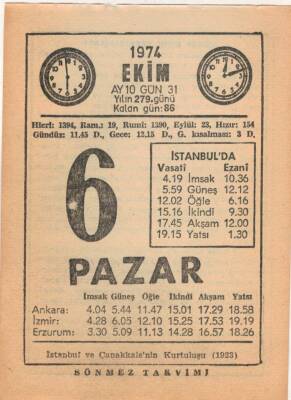 1974
EKİM
AY 10 GÜN 31
Yılın 279. günü
Kalan gün: 86
Hicri: 1394, Ram.: 19, Rumi: 1390, Eylül: 23, Hızır: 154
Gündüz: 11.45 D., Gece: 12.15 D., G. kısalması: 3 D.
6
İSTANBUL'DA
Vasatî Ezanî
4.19 İmsak 10.36
5.59 Güneş 12.12
12.02 Öğle 6.16
15.16 İkindi 9.30
17.45 Akşam 12.00
19.15 Yatsı 1.30
PAZAR
İmsak Güneş Öğle İkindi Akşam Yatsı
Ankara: 4.04 5.44 11.47 15.01 17.29 18.58
İzmir: 4.28 6.05 12.10 15.25 17.53 19.19
Erzurum: 3.30 5.09 11.13 14.28 16.57 18.26
İstanbul ve Çanakkale'nin Kurtuluşu (1923)
SÖNMEZ TAKVİMİ